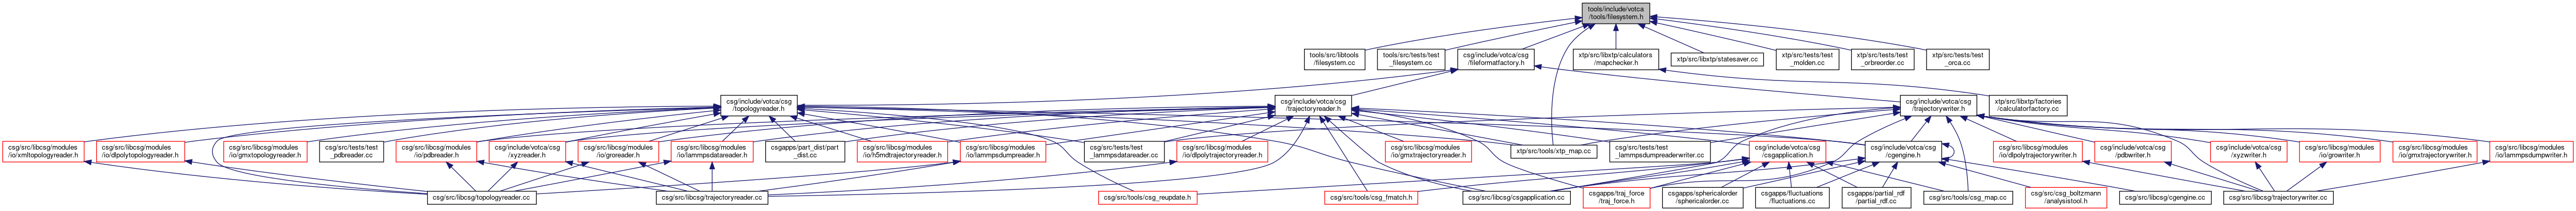 tools/include/votca
/tools/filesystem.h
tools/src/libtools
/filesystem.cc
tools/src/tests/test
_filesystem.cc
csg/include/votca/csg
/fileformatfactory.h
xtp/src/libxtp/calculators
/mapchecker.h
xtp/src/libxtp/statesaver.cc
xtp/src/tests/test
_molden.cc
xtp/src/tests/test
_orbreorder.cc
xtp/src/tests/test
_orca.cc
csg/include/votca/csg
/topologyreader.h
csg/include/votca/csg
/trajectoryreader.h
csg/include/votca/csg
/trajectorywriter.h
xtp/src/libxtp/factories
/calculatorfactory.cc
csg/src/libcsg/modules
/io/xmltopologyreader.h
csg/src/libcsg/modules
/io/dlpolytopologyreader.h
csg/src/libcsg/modules
/io/gmxtopologyreader.h
csg/src/tests/test
_pdbreader.cc
csg/src/libcsg/modules
/io/pdbreader.h
csg/include/votca/csg
/xyzreader.h
csg/src/libcsg/modules
/io/groreader.h
csg/src/libcsg/modules
/io/lammpsdatareader.h
csgapps/part_dist/part
_dist.cc
csg/src/libcsg/modules
/io/h5mdtrajectoryreader.h
csg/src/libcsg/modules
/io/lammpsdumpreader.h
csg/src/tests/test
_lammpsdatareader.cc
csg/src/libcsg/modules
/io/dlpolytrajectoryreader.h
csg/src/libcsg/modules
/io/gmxtrajectoryreader.h
xtp/src/tools/xtp_map.cc
csg/src/tests/test
_lammpsdumpreaderwriter.cc
csg/include/votca/csg
/csgapplication.h
csg/include/votca
/csg/cgengine.h
csg/src/libcsg/modules
/io/dlpolytrajectorywriter.h
csg/include/votca/csg
/pdbwriter.h
csg/include/votca/csg
/xyzwriter.h
csg/src/libcsg/modules
/io/growriter.h
csg/src/libcsg/modules
/io/gmxtrajectorywriter.h
csg/src/libcsg/modules
/io/lammpsdumpwriter.h
csg/src/libcsg/topologyreader.cc
csg/src/libcsg/trajectoryreader.cc
csg/src/tools/csg_reupdate.h
csg/src/tools/csg_fmatch.h
csg/src/libcsg/csgapplication.cc
csgapps/traj_force
/traj_force.h
csgapps/sphericalorder
/sphericalorder.cc
csgapps/fluctuations
/fluctuations.cc
csgapps/partial_rdf
/partial_rdf.cc
csg/src/tools/csg_map.cc
csg/src/csg_boltzmann
/analysistool.h
csg/src/libcsg/cgengine.cc
csg/src/libcsg/trajectorywriter.cc